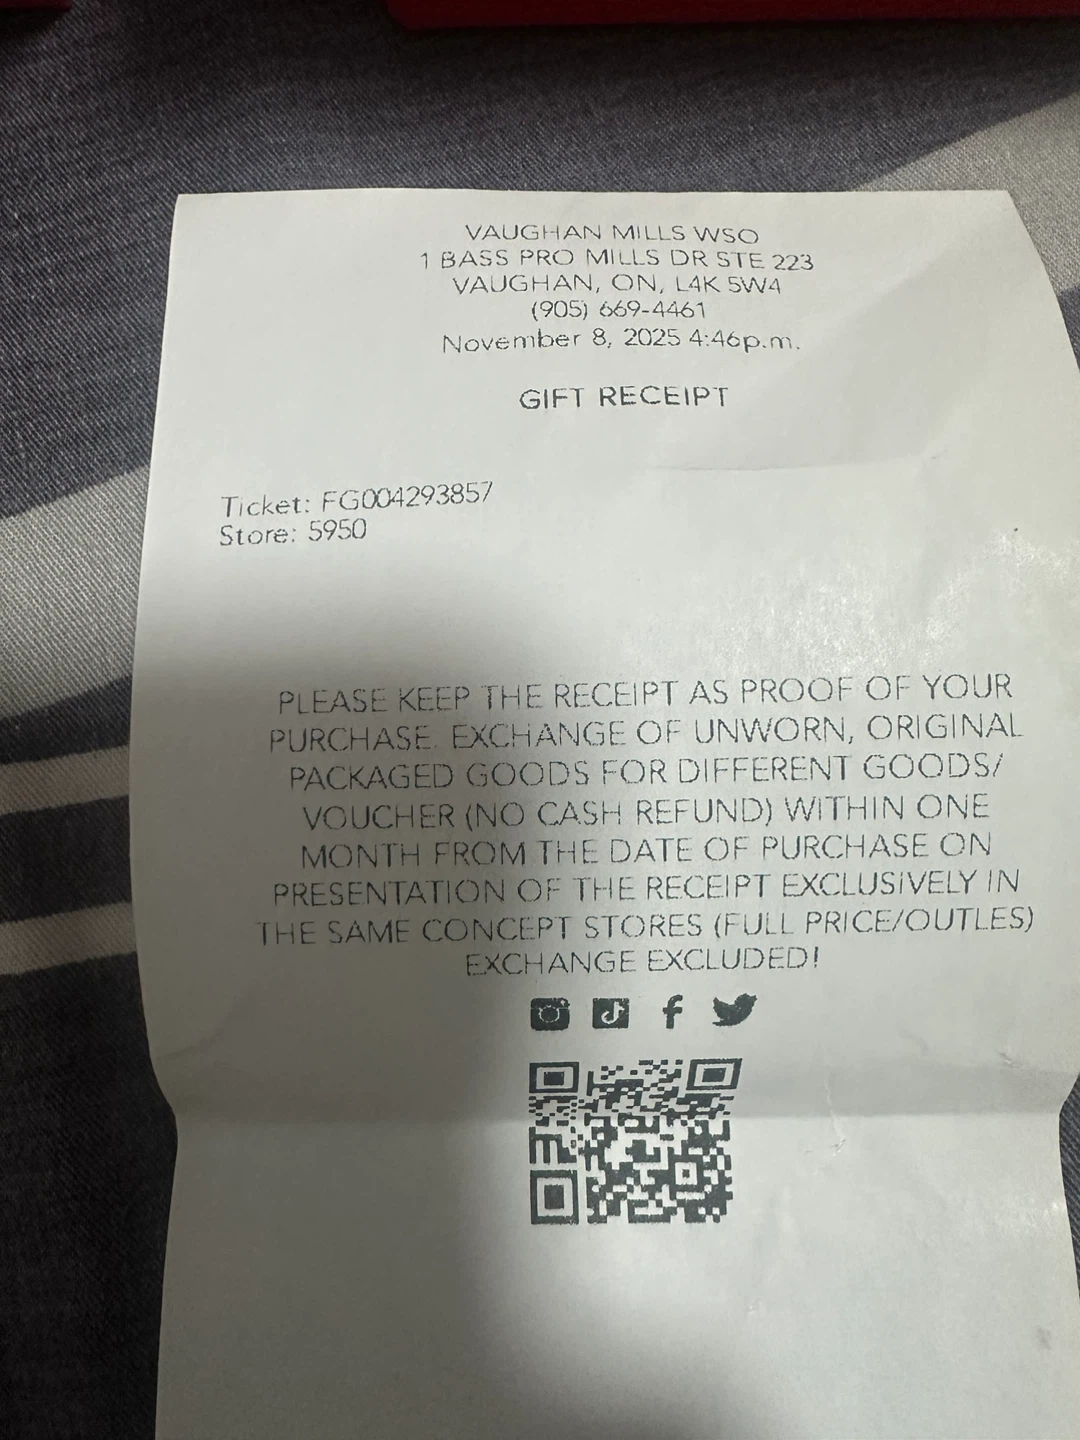 VAUGHAN MILLS WSO
1 BASS PRO MILLS DR STE 223
VAUGHAN, ON, L4K 5W4
(905) 669-4461
November 8, 2025 4:46p.m.
GIFT RECEIPT
Ticket: FG004293857
Store: 5950
PLEASE KEEP THE RECEIPT AS PROOF OF YOUR
PURCHASE. EXCHANGE OF UNWORN, ORIGINAL
PACKAGED GOODS FOR DIFFERENT GOODS/
VOUCHER (NO CASH REFUND) WITHIN ONE
MONTH FROM THE DATE OF PURCHASE ON
PRESENTATION OF THE RECEIPT EXCLUSIVELY IN
THE SAME CONCEPT STORES (FULL PRICE/OUTLES)
EXCHANGE EXCLUDED!